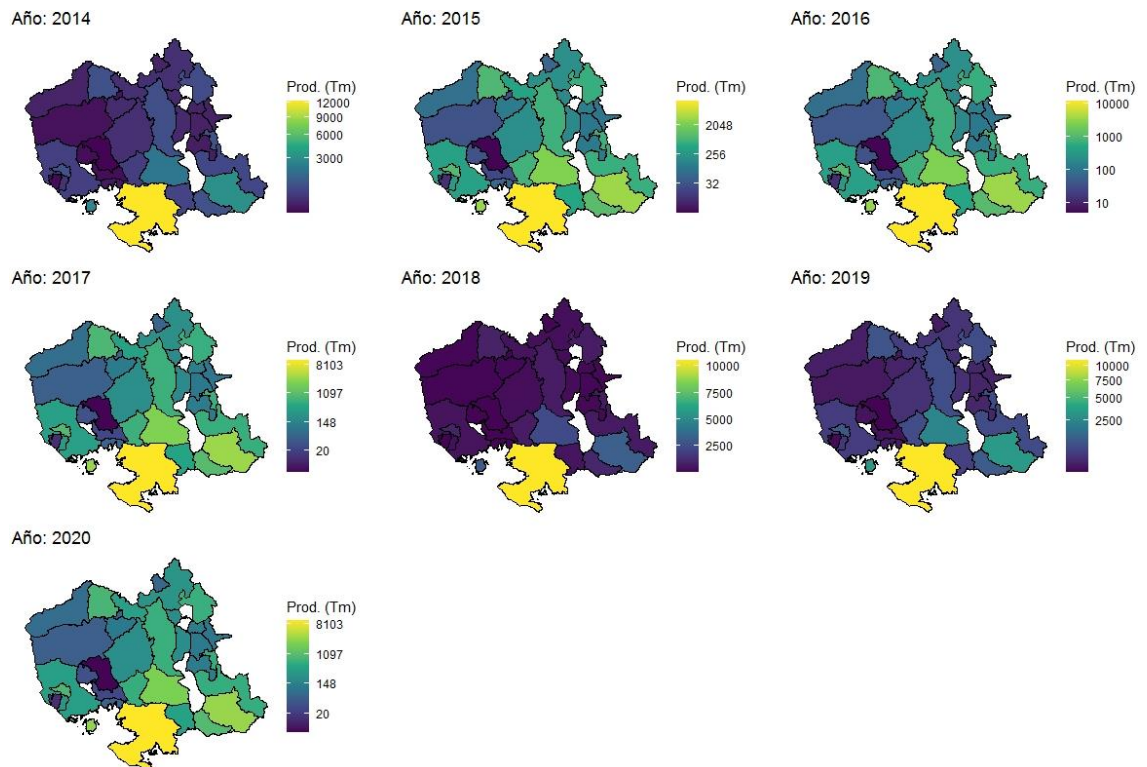 Año: 2014
Prod. (Tm)
12000
9000
6000
3000
Año: 2015
Prod. (Tm)
2048
256
32
Año: 2016
Prod. (Tm)
10000
1000
100
10
Año: 2017
Prod. (Tm)
8103
1097
148
20
Año: 2018
Prod. (Tm)
10000
7500
5000
2500
Año: 2019
Prod. (Tm)
10000
7500
5000
2500
Año: 2020
Prod. (Tm)
8103
1097
148
20